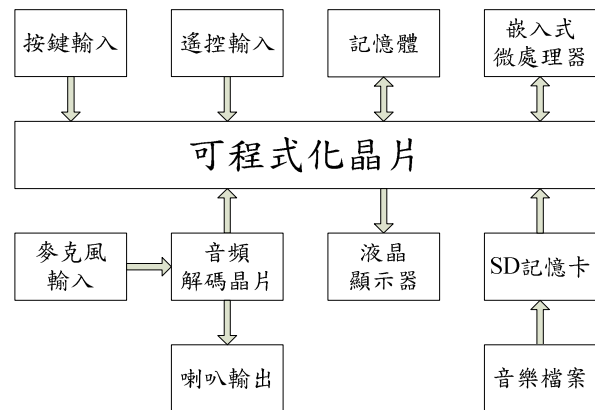 按鍵輸入
遙控輸入
記憶體
嵌入式
微處理器
可程式化晶片
麥克風
輸入
音頻
解碼晶片
液晶
顯示器
SD記憶卡
喇叭輸出
音樂檔案